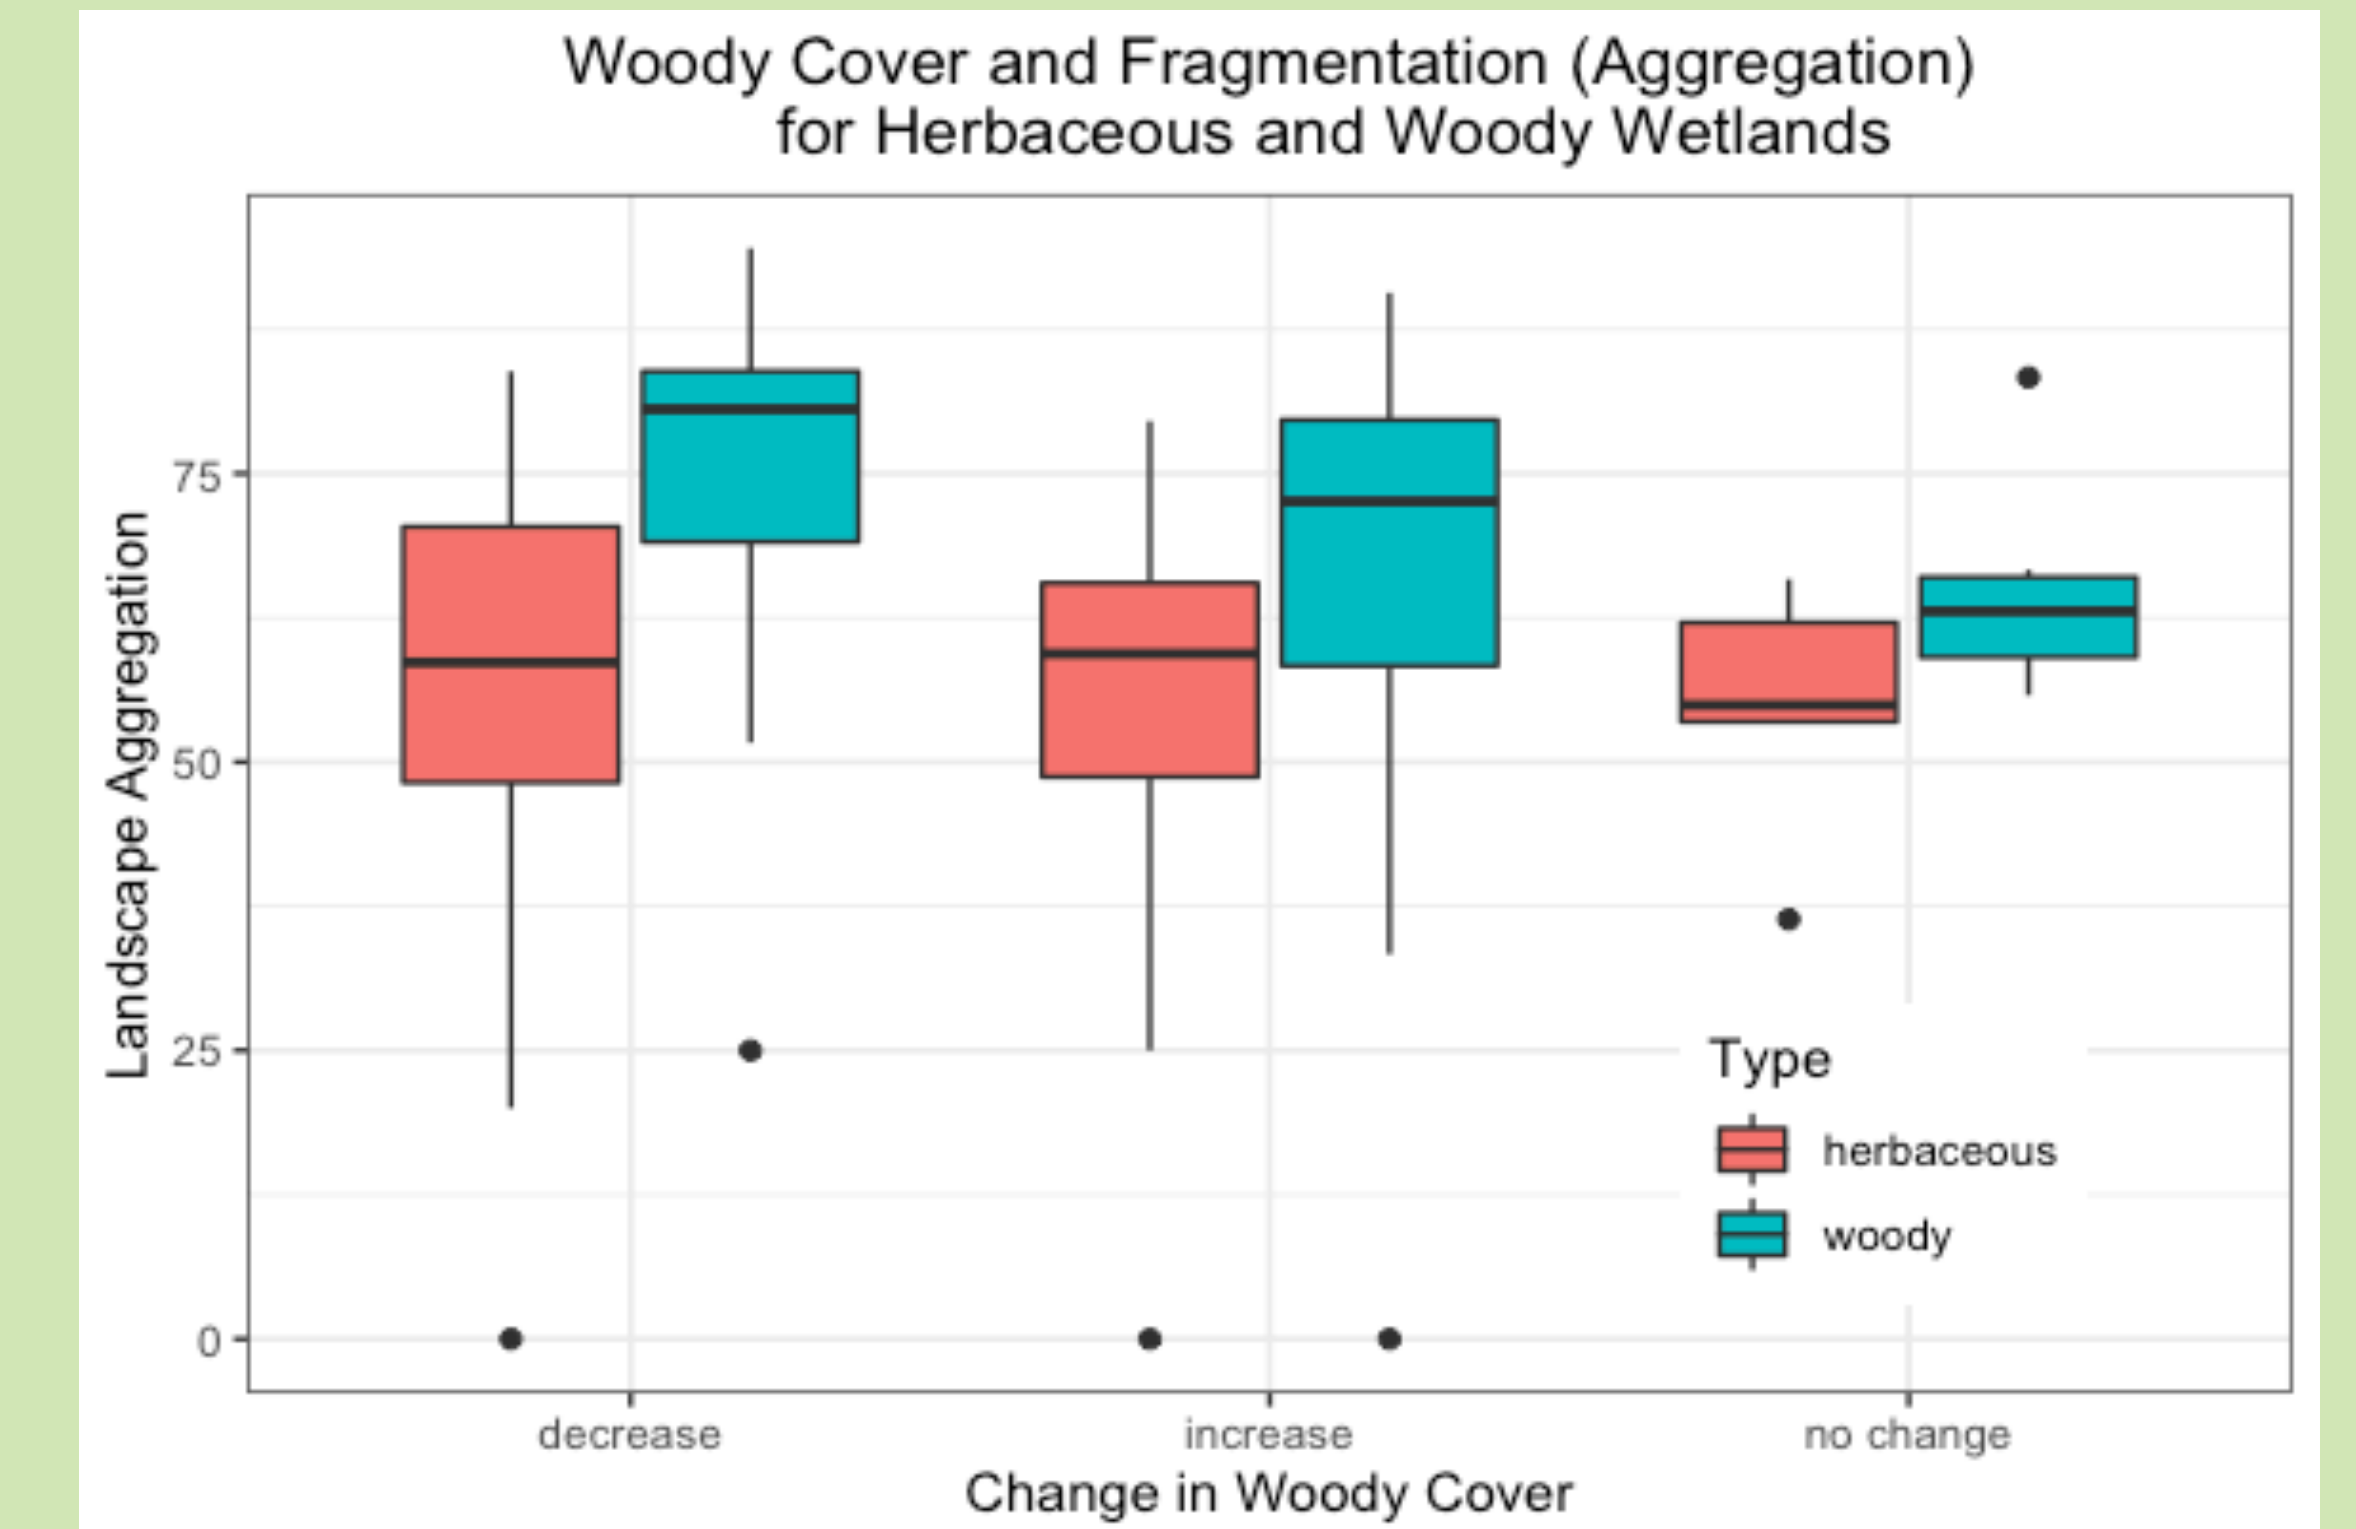 Woody Cover and Fragmentation (Aggregation)
for Herbaceous and Woody Wetlands
Landscape Aggregation
75
50
25
0
Type
herbaceous
woody
decrease
increase
no change
Change in Woody Cover